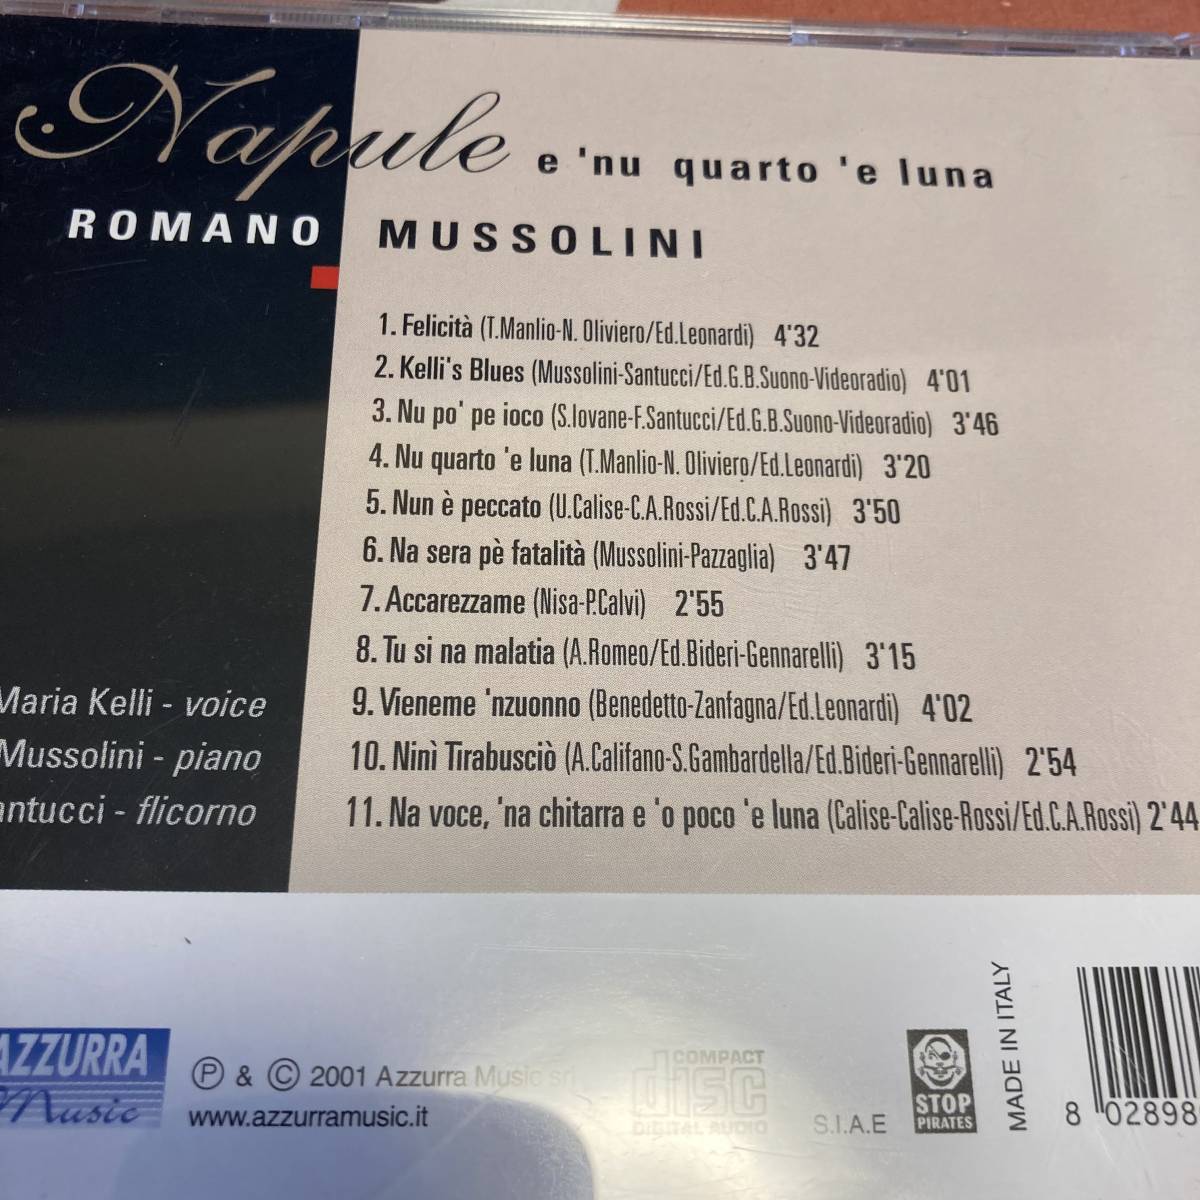 Napule e 'nu quarto 'e luna
ROMANO MUSSOLINI
1. Felicità (T.Manlio-N. Oliviero/Ed.Leonardi) 4'32
2. Kelli's Blues (Mussolini-Santucci/Ed.G.B.Suono-Videoradio) 4'01
3. Nu po' pe ioco (S.Iovane-F.Santucci/Ed.G.B.Suono-Videoradio) 3'46
4. Nu quarto 'e luna (T.Manlio-N. Oliviero/Ed.Leonardi) 3'20
5. Nun è peccato (U.Calise-C.A.Rossi/Ed.C.A.Rossi) 3'50
6. Na sera pè fatalità (Mussolini-Pazzaglia) 3'47
7. Accarezzame (Nisa-P.Calvi) 2'55
8. Tu si na malatia (A.Romeo/Ed.Bideri-Gennarelli) 3'15
9. Vieneme 'nzuonno (Benedetto-Zanfagna/Ed.Leonardi) 4'02
10. Ninì Tirabusciò (A.Califano-S.Gambardella/Ed.Bideri-Gennarelli) 2'54
11. Na voce, 'na chitarra e 'o poco 'e luna (Calise-Calise-Rossi/Ed.C.A.Rossi) 2'44
Maria Kelli - voice
Mussolini - piano
antucci - flicorno
AZZURRA
Music
Ⓟ & © 2001 Azzurra Music srl
www.azzurramusic.it
COMPACT
disc
DIGITAL AUDIO
S.I.A.E
STOP
PIRATES
MADE IN ITALY
8 02898